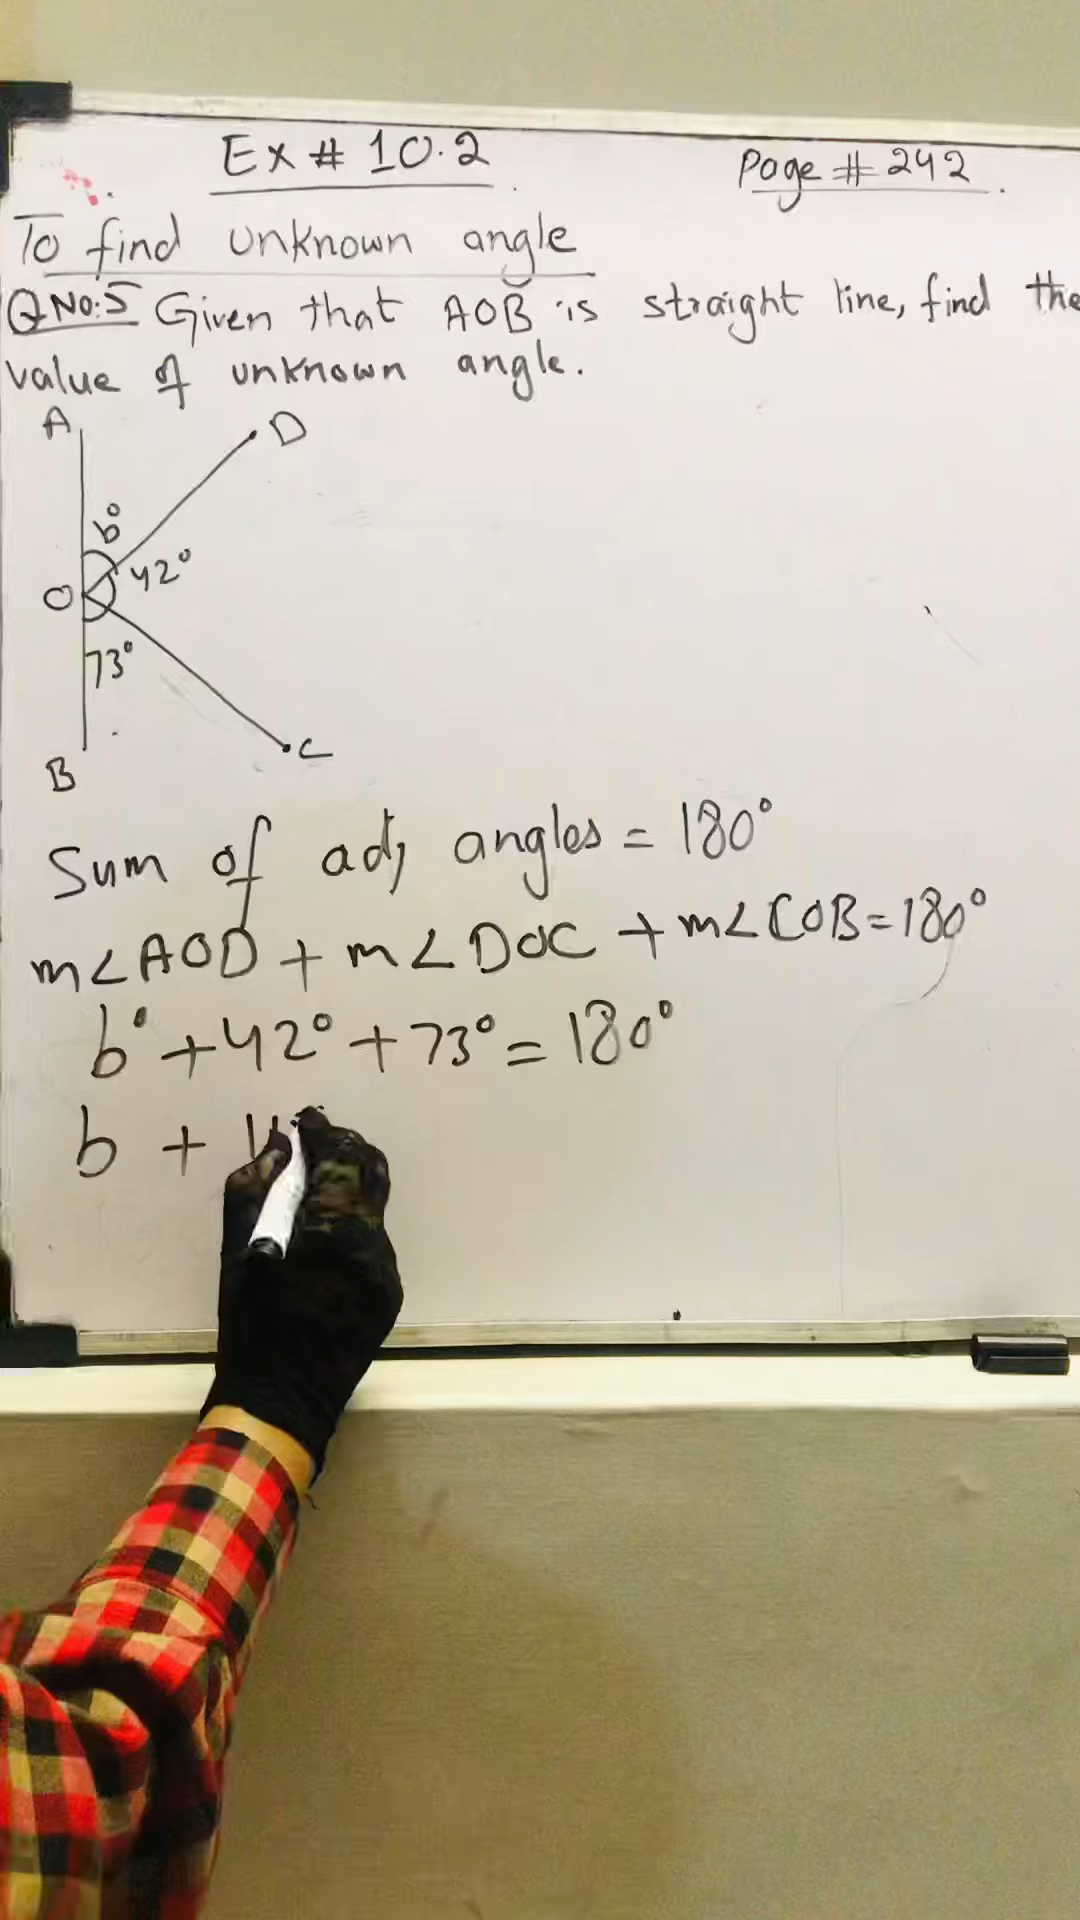 Ex # 10.2
Page # 242
To find unknown angle
Q No:5 Given that AOB is straight line, find the
value of unknown angle.
A
D
b°
42°
O
73°
C
B
Sum of adj angles = 180°
m∠AOD + m∠DOC + m∠COB = 180°
b° + 42° + 73° = 180°
b +